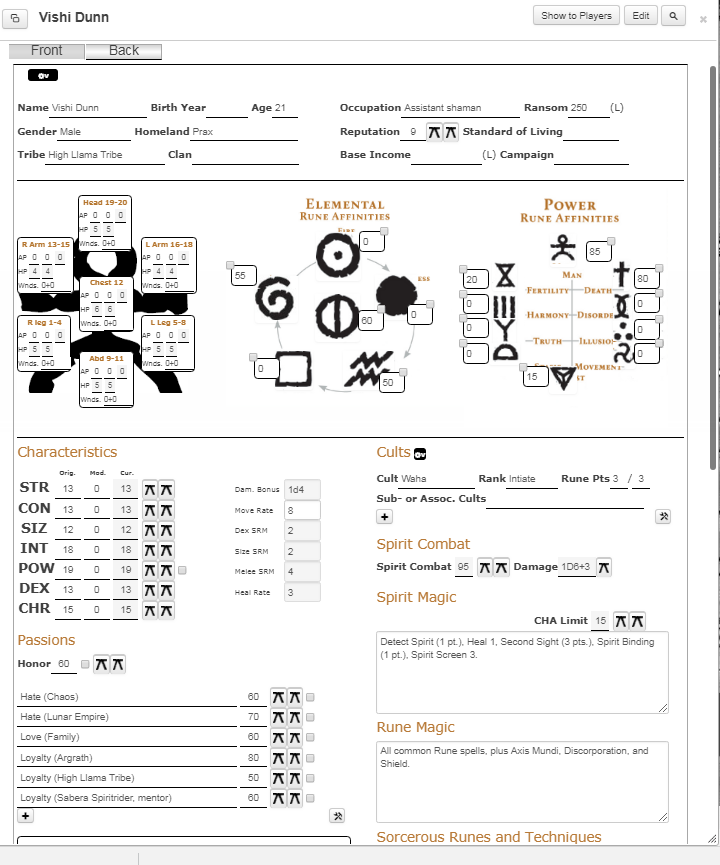 Vishi Dunn
Show to Players Edit
Front Back
Name Vishi Dunn Birth Year Age 21 Occupation Assistant shaman Ransom 250 (L)
Gender Male Homeland Prax Reputation 9 Standard of Living
Tribe High Llama Tribe Clan Base Income (L) Campaign
Head 19-20
AP 0 0 0
HP 5 5
Wnds. 0+0
R Arm 13-15
AP 0 0 0
HP 4 4
Wnds. 0+0
L Arm 16-18
AP 0 0 0
HP 4 4
Wnds. 0+0
Chest 12
AP 0 0 0
HP 6 6
Wnds. 0+0
R leg 1-4
AP 0 0 0
HP 5 5
Wnds. 0+0
L Leg 5-8
AP 0 0 0
HP 5 5
Wnds. 0+0
Abd 9-11
AP 0 0 0
HP 5 5
Wnds. 0+0
ELEMENTAL
RUNE AFFINITIES
0
55
ESS
0
60
0
50
POWER
RUNE AFFINITIES
85
MAN
20 80
FERTILITY DEATH
0 0
HARMONY DISORDE
0 0
TRUTH ILLUSIO
0 0
MOVEMENT
15 ST
Characteristics
Orig. Mod. Cur.
STR 13 0 13
CON 13 0 13
SIZ 12 0 12
INT 18 0 18
POW 19 0 19
DEX 13 0 13
CHR 15 0 15
Dam. Bonus 1d4
Move Rate 8
Dex SRM 2
Size SRM 2
Melee SRM 4
Heal Rate 3
Passions
Honor 60
Hate (Chaos) 60
Hate (Lunar Empire) 70
Love (Family) 60
Loyalty (Argrath) 80
Loyalty (High Llama Tribe) 50
Loyalty (Sabera Spiritrider, mentor) 60
Cults
Cult Waha Rank Intiate Rune Pts 3 / 3
Sub- or Assoc. Cults
Spirit Combat
Spirit Combat 95 Damage 1D6+3
Spirit Magic
CHA Limit 15
Detect Spirit (1 pt.), Heal 1, Second Sight (3 pts.), Spirit Binding
(1 pt.), Spirit Screen 3.
Rune Magic
All common Rune spells, plus Axis Mundi, Discorporation, and
Shield.
Sorcerous Runes and Techniques